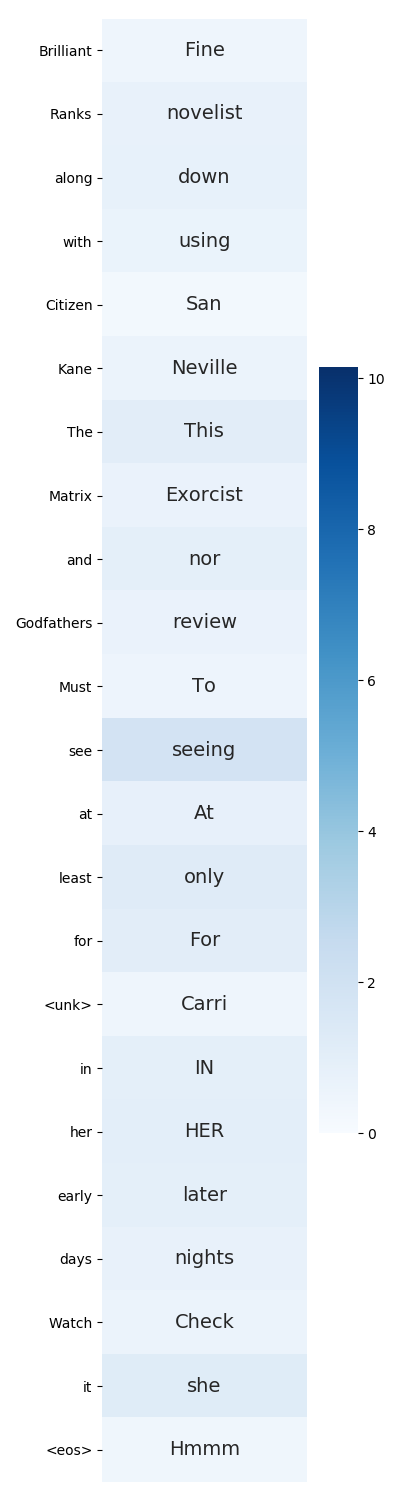 Brilliant Fine
Ranks novelist
along down
with using
Citizen San
Kane Neville
The This
Matrix Exorcist
and nor
Godfathers review
Must To
see seeing
at At
least only
for For
<unk> Carri
in IN
her HER
early later
days nights
Watch Check
it she
<eos> Hmmm
10
8
6
4
2
0